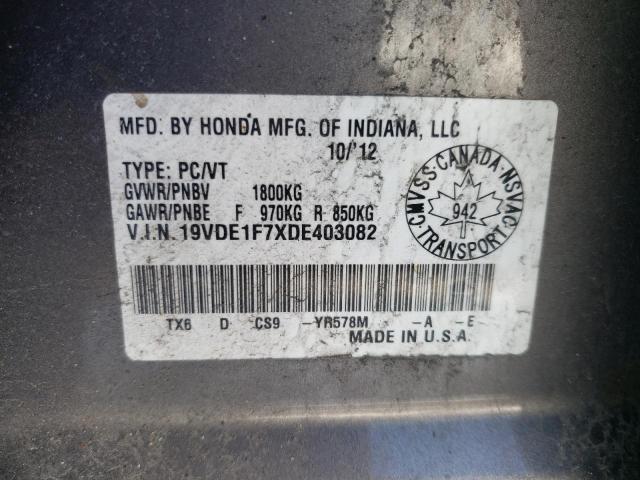 MFD. BY HONDA MFG. OF INDIANA, LLC
10/'12
TYPE: PC/VT
GVWR/PNBV 1800KG
GAWR/PNBE F 970KG R 850KG
V.I.N. 19VDE1F7XDE403082
CMVSS·CANADA·NSVAC
942
TRANSPORT
TX6 D CS9 -YR578M -A -E-
MADE IN U.S.A.